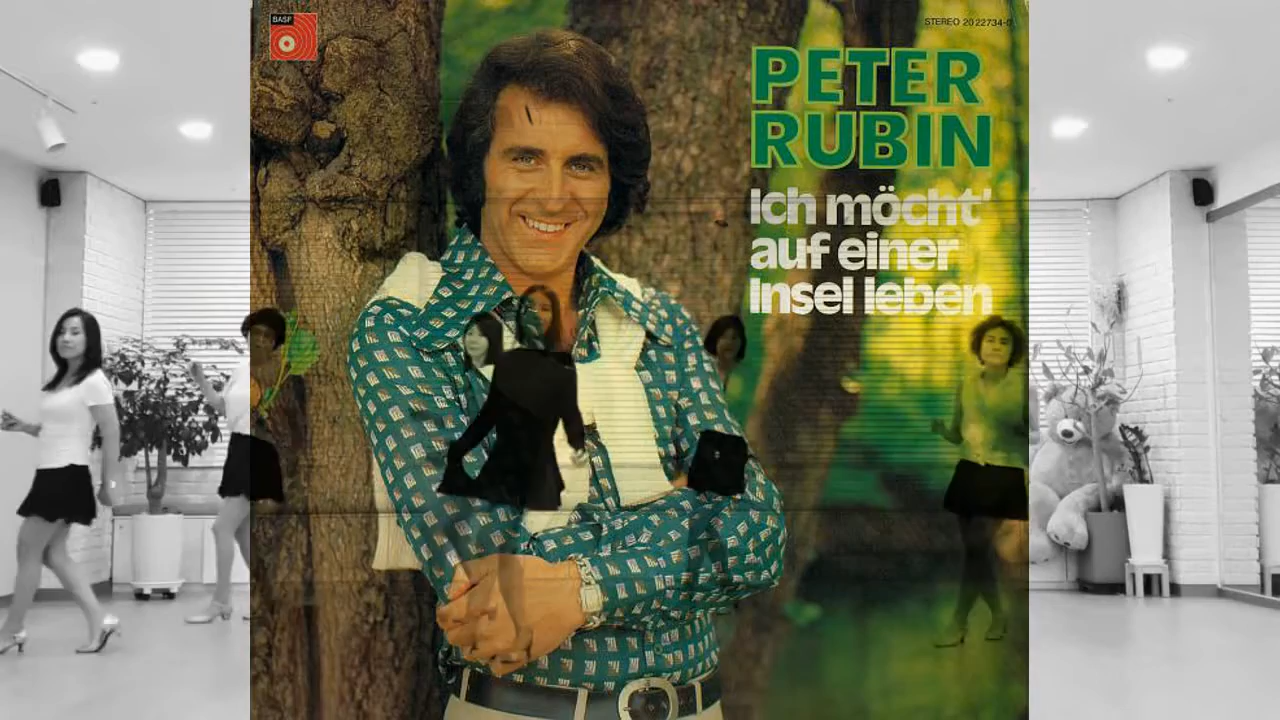 BASF
STEREO 20 22734-0
PETER
RUBIN
Ich möcht'
auf einer
Insel leben